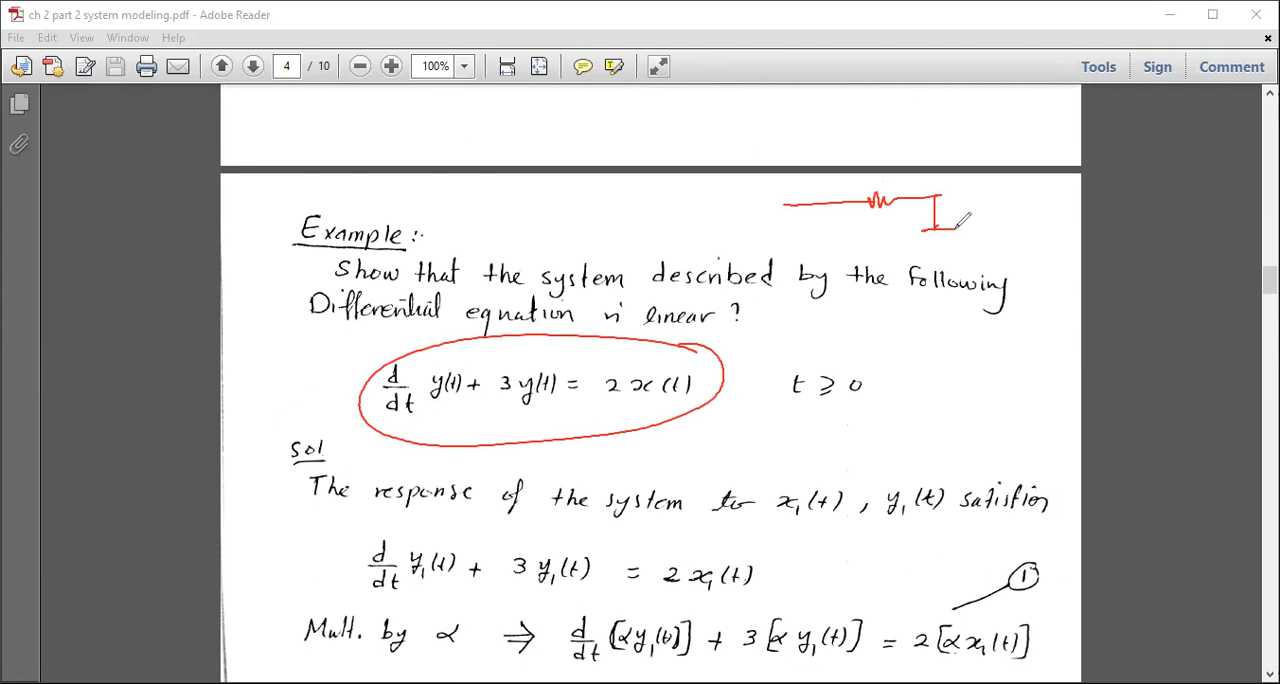 ch 2 part 2 system modeling.pdf - Adobe Reader
File Edit View Window Help
4 / 10 100% Tools Sign Comment
Example:-
Show that the system described by the following
Differential equation is linear?
d/dt y(t) + 3 y(t) = 2 x(t) t ≥ 0
Sol
The response of the system to x₁(t), y₁(t) satisfies
d/dt y₁(t) + 3 y₁(t) = 2 x₁(t)
1
Mult. by α ⇒ d/dt [α y₁(t)] + 3 [α y₁(t)] = 2 [α x₁(t)]